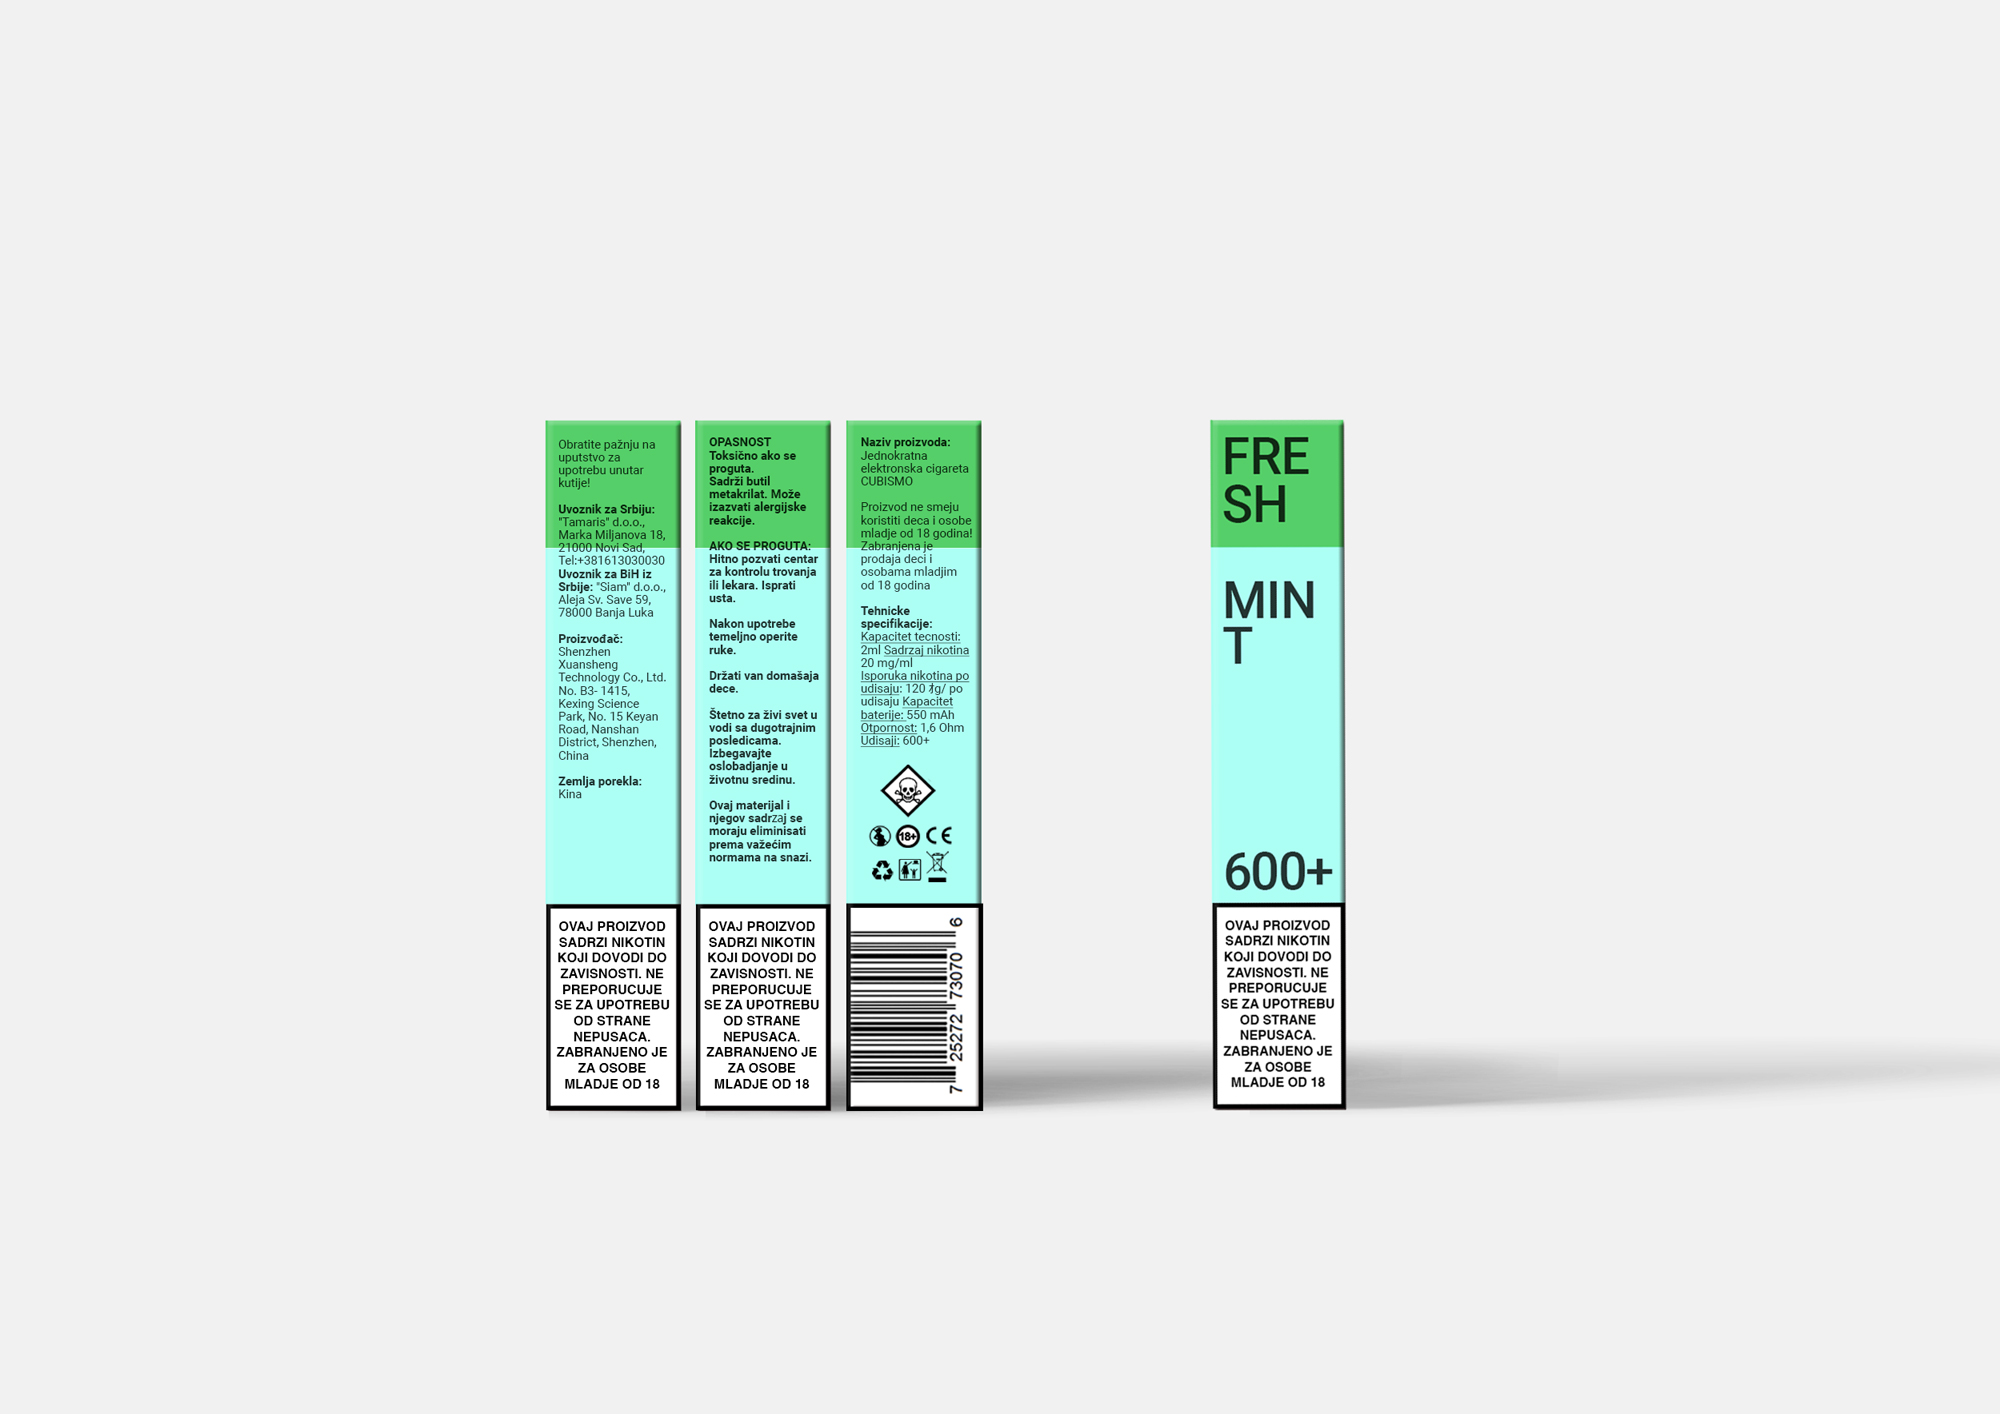 Obratite pažnju na
uputstvo za
upotrebu unutar
kutije!
Uvoznik za Srbiju:
"Tamaris" d.o.o.,
Marka Miljanova 18,
21000 Novi Sad,
Tel:+381613030030
Uvoznik za BiH iz
Srbije: "Siam" d.o.o.,
Aleja Sv. Save 59,
78000 Banja Luka
Proizvođač:
Shenzhen
Xuansheng
Technology Co., Ltd.
No. B3- 1415,
Kexing Science
Park, No. 15 Keyan
Road, Nanshan
District, Shenzhen,
China
Zemlja porekla:
Kina
OVAJ PROIZVOD
SADRZI NIKOTIN
KOJI DOVODI DO
ZAVISNOSTI. NE
PREPORUCUJE
SE ZA UPOTREBU
OD STRANE
NEPUSACA.
ZABRANJENO JE
ZA OSOBE
MLADJE OD 18
OPASNOST
Toksično ako se
proguta.
Sadrži butil
metakrilat. Može
izazvati alergijske
reakcije.
AKO SE PROGUTA:
Hitno pozvati centar
za kontrolu trovanja
ili lekara. Isprati
usta.
Nakon upotrebe
temeljno operite
ruke.
Držati van domašaja
dece.
Štetno za živi svet u
vodi sa dugotrajnim
posledicama.
Izbegavajte
oslobadjanje u
životnu sredinu.
Ovaj materijal i
njegov sadrzaj se
moraju eliminisati
prema važećim
normama na snazi.
OVAJ PROIZVOD
SADRZI NIKOTIN
KOJI DOVODI DO
ZAVISNOSTI. NE
PREPORUCUJE
SE ZA UPOTREBU
OD STRANE
NEPUSACA.
ZABRANJENO JE
ZA OSOBE
MLADJE OD 18
Naziv proizvoda:
Jednokratna
elektronska cigareta
CUBISMO
Proizvod ne smeju
koristiti deca i osobe
mladje od 18 godina!
Zabranjena je
prodaja deci i
osobama mladjim
od 18 godina
Tehnicke
specifikacije:
Kapacitet tecnosti:
2ml Sadrzaj nikotina
20 mg/ml
Isporuka nikotina po
udisaju: 120 / po
udisaju Kapacitet
baterije: 550 mAh
Otpornost: 1,6 Ohm
Udisaji: 600+
18+ CE
7 25272 73070 6
FRE
SH
MIN
T
600+
OVAJ PROIZVOD
SADRZI NIKOTIN
KOJI DOVODI DO
ZAVISNOSTI. NE
PREPORUCUJE
SE ZA UPOTREBU
OD STRANE
NEPUSACA.
ZABRANJENO JE
ZA OSOBE
MLADJE OD 18